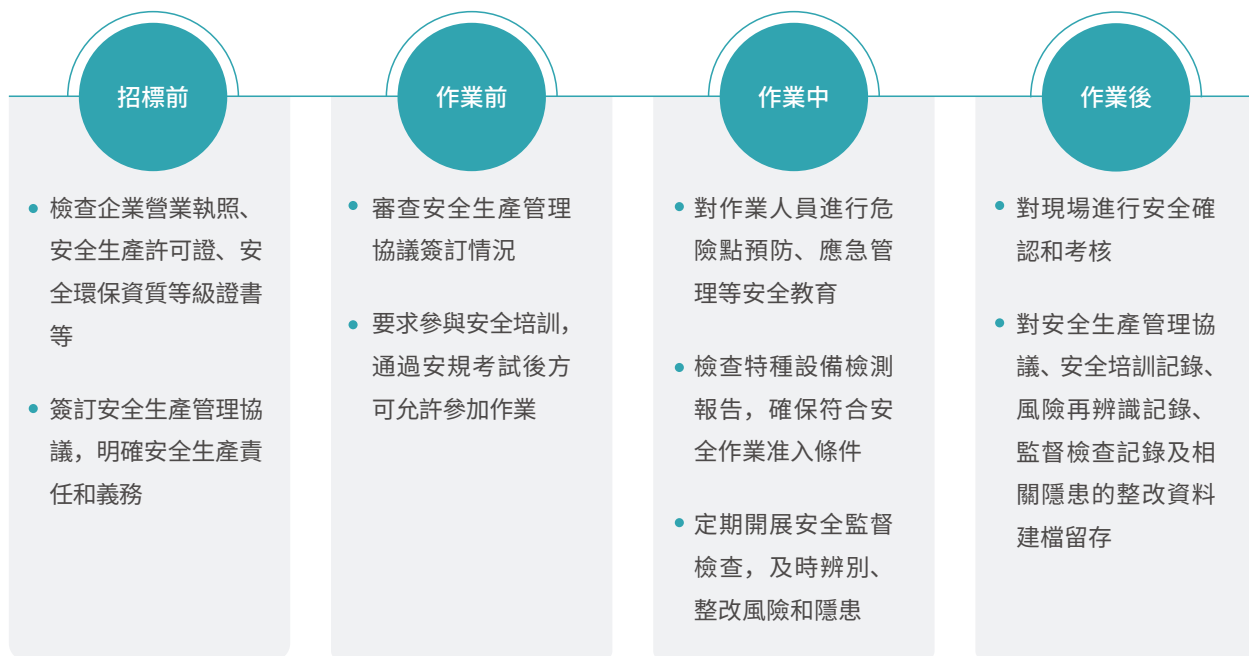 招標前
檢查企業營業執照、
安全生產許可證、安
全環保資質等級證書
等
簽訂安全生產管理協
議，明確安全生產責
任和義務
作業前
審查安全生產管理
協議簽訂情況
要求參與安全培訓，
通過安規考試後方
可允許參加作業
作業中
對作業人員進行危
險點預防、應急管
理等安全教育
檢查特種設備檢測
報告，確保符合安
全作業准入條件
定期開展安全監督
檢查，及時辨別、
整改風險和隱患
作業後
對現場進行安全確
認和考核
對安全生產管理協
議、安全培訓記錄、
風險再辨識記錄、
監督檢查記錄及相
關隱患的整改資料
建檔留存